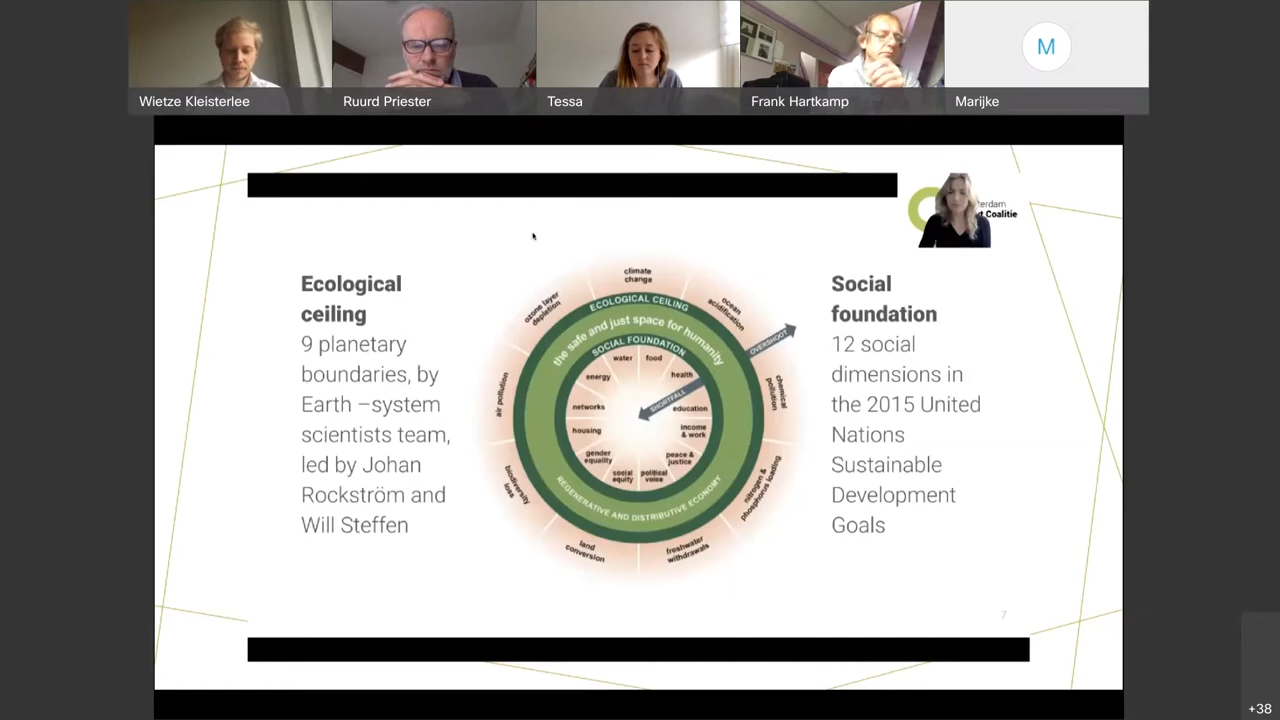 Wietze Kleisterlee
Ruurd Priester
Tessa
Frank Hartkamp
M
Marijke
terdam
t Coalitie
Ecological
ceiling
9 planetary
boundaries, by
Earth –system
scientists team,
led by Johan
Rockström and
Will Steffen
climate
change
ocean
acidification
chemical
pollution
nitrogen &
phosphorus loading
freshwater
withdrawals
land
conversion
biodiversity
loss
air pollution
ozone layer
depletion
ECOLOGICAL CEILING
the safe and just space for humanity
SOCIAL FOUNDATION
OVERSHOOT
SHORTFALL
water
food
health
education
income
& work
peace &
justice
political
voice
social
equity
gender
equality
housing
networks
energy
REGENERATIVE AND DISTRIBUTIVE ECONOMY
Social
foundation
12 social
dimensions in
the 2015 United
Nations
Sustainable
Development
Goals
7
+38